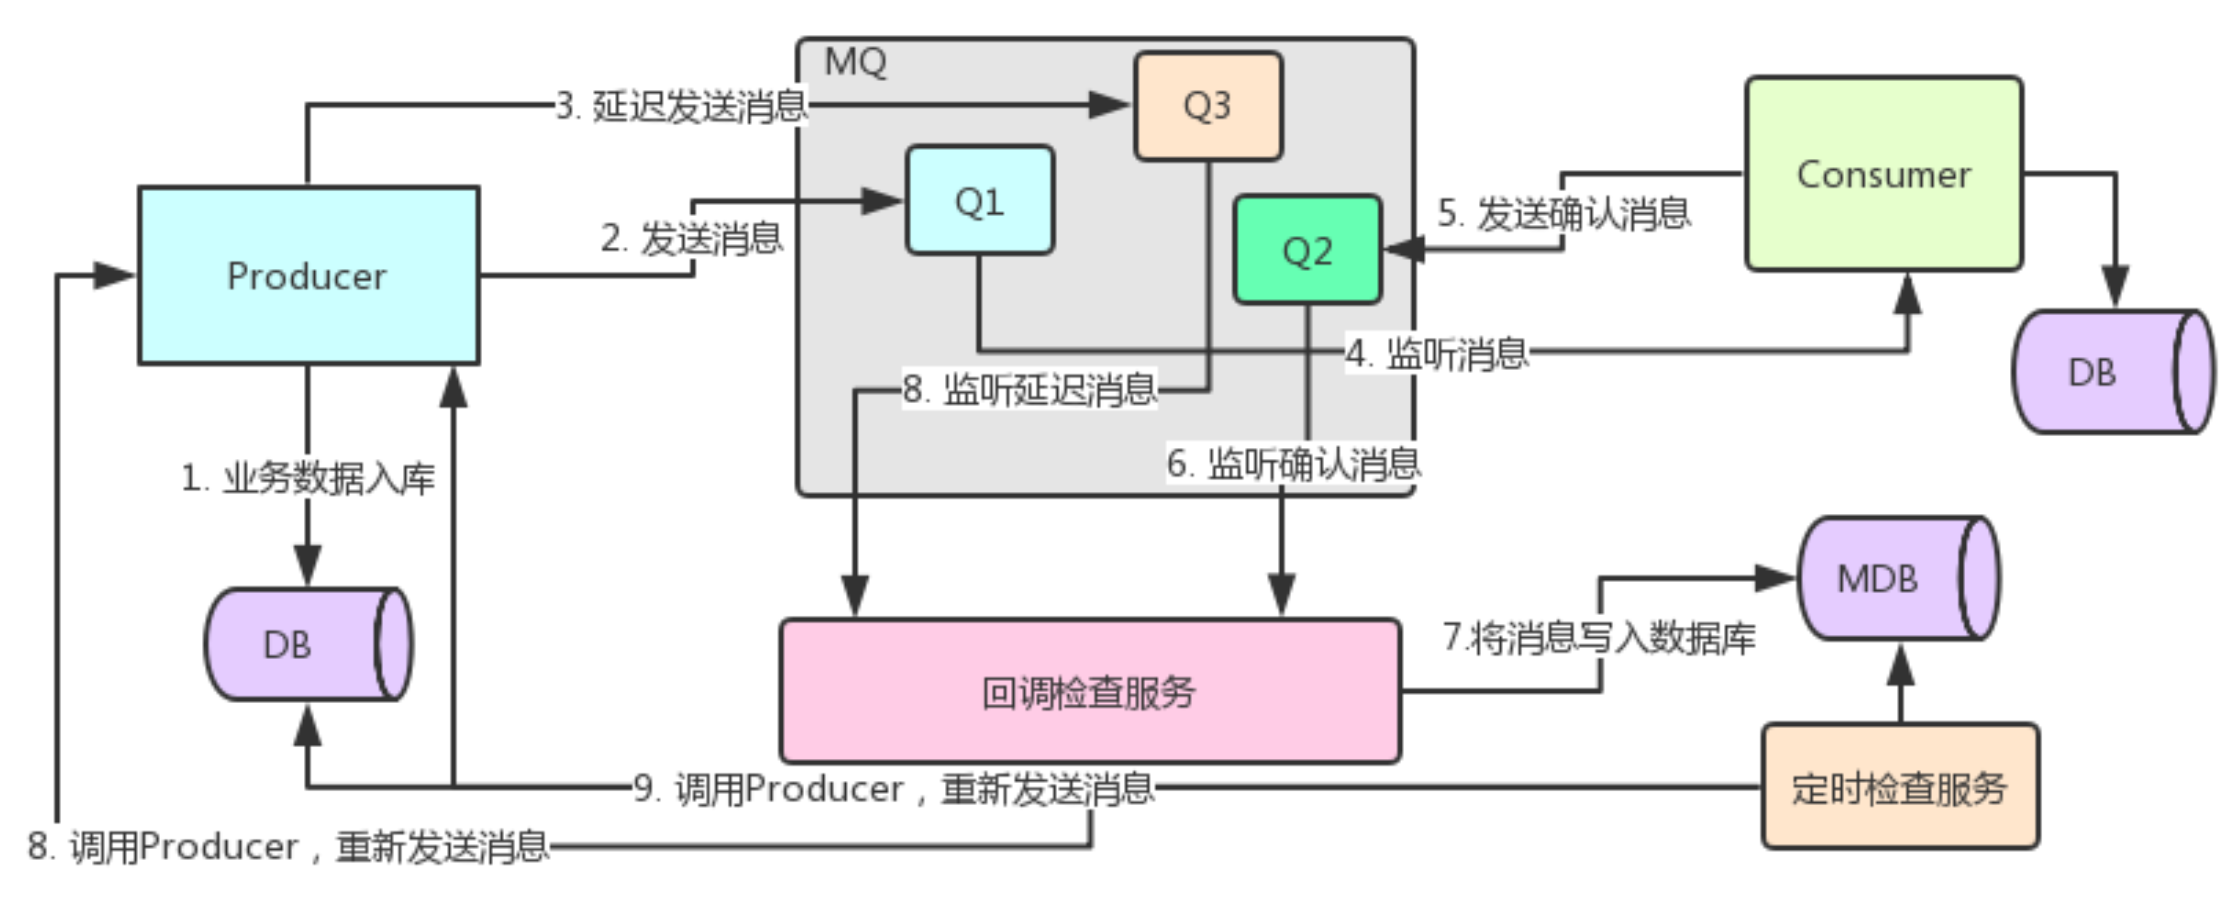 MQ
3. 延迟发送消息
Q3
Q1
Consumer
2. 发送消息
5. 发送确认消息
Q2
Producer
4. 监听消息
DB
8. 监听延迟消息
6. 监听确认消息
1. 业务数据入库
MDB
7.将消息写入数据库
DB
回调检查服务
9. 调用Producer，重新发送消息
定时检查服务
8. 调用Producer，重新发送消息